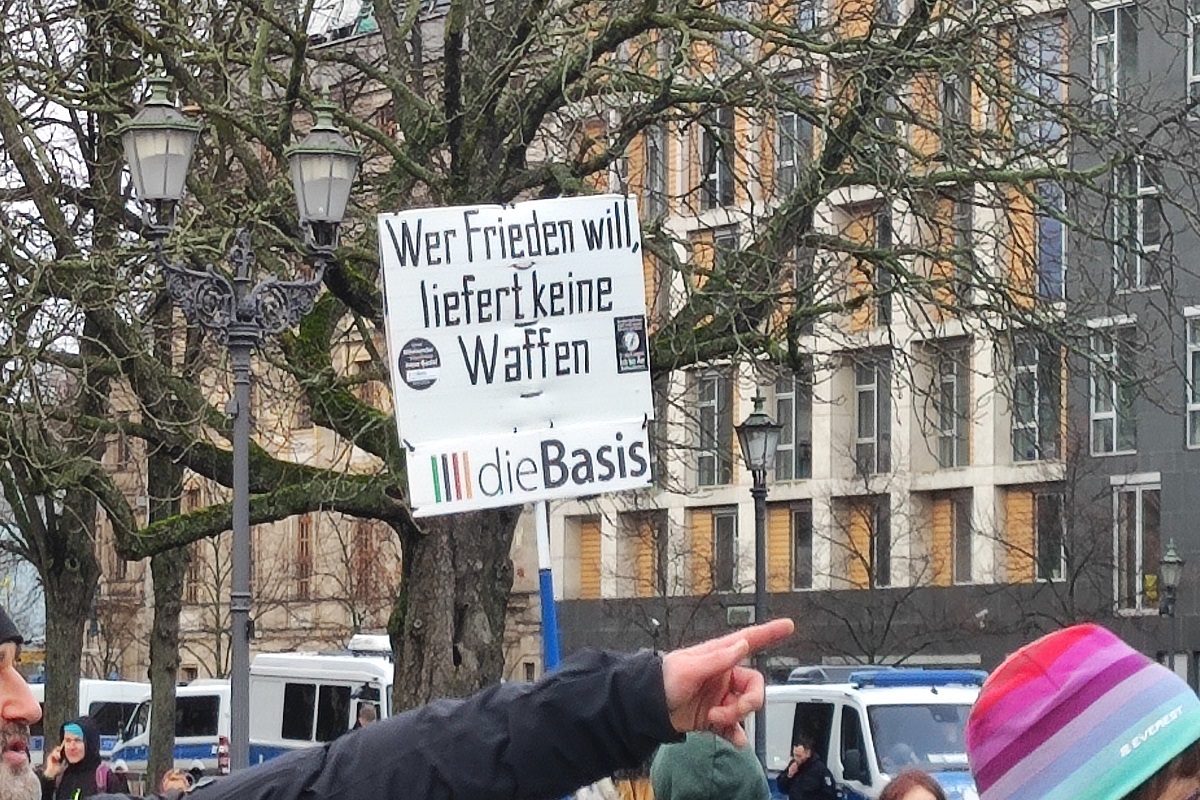 Wer Frieden will,
liefert keine
Waffen
dieBasis
B.EVEREST